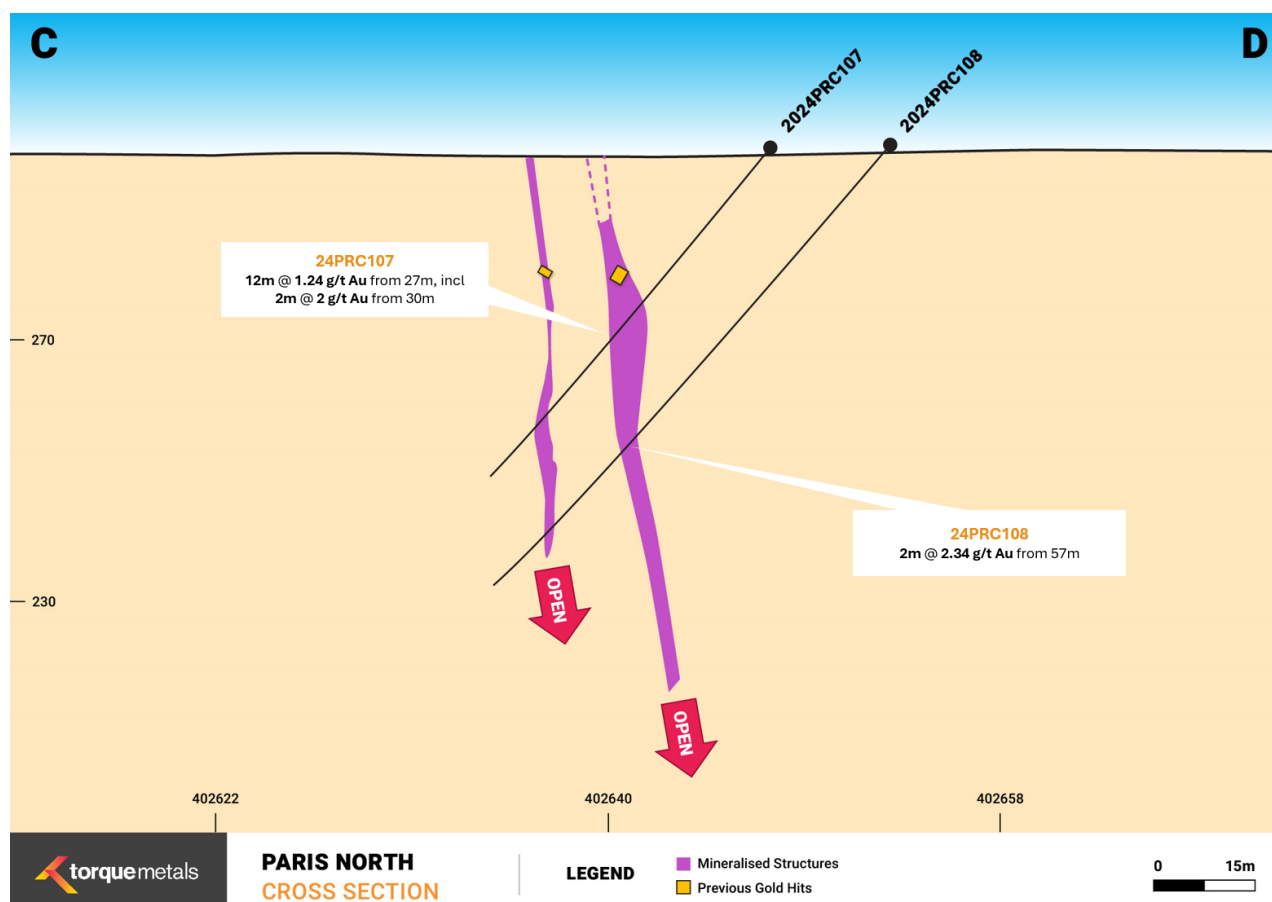 C
D
2024PRC107
2024PRC108
24PRC107
12m @ 1.24 g/t Au from 27m, incl
2m @ 2 g/t Au from 30m
270
24PRC108
2m @ 2.34 g/t Au from 57m
230
OPEN
OPEN
402622
402640
402658
torquemetals
PARIS NORTH
CROSS SECTION
LEGEND
Mineralised Structures
Previous Gold Hits
0 15m